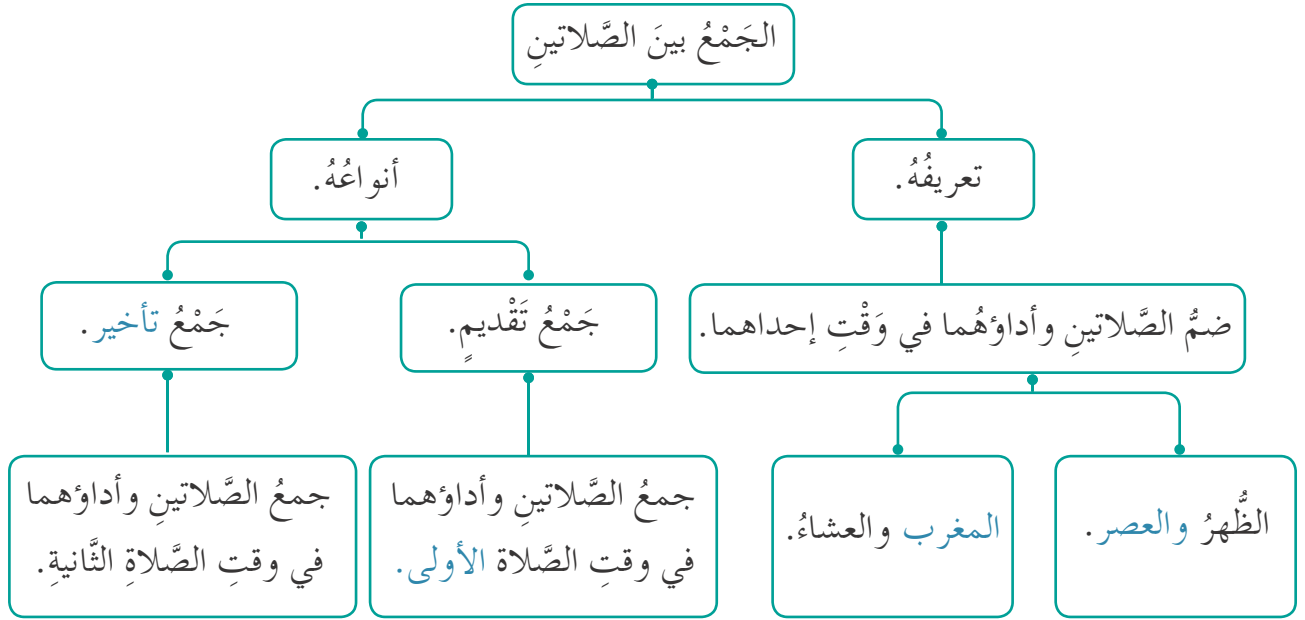 الجَمْعُ بينَ الصَّلاتينِ
تعريفُهُ.
أنواعُهُ.
ضمُّ الصَّلاتينِ وأداؤهُما في وَقْتِ إحداهما.
جَمْعُ تَقْديمٍ.
جَمْعُ تأخير.
الظُّهرُ والعصر.
المغرب والعشاءُ.
جمعُ الصَّلاتينِ وأداؤهما
في وقتِ الصَّلاة الأولى.
جمعُ الصَّلاتينِ وأداؤهما
في وقتِ الصَّلاةِ الثَّانيةِ.